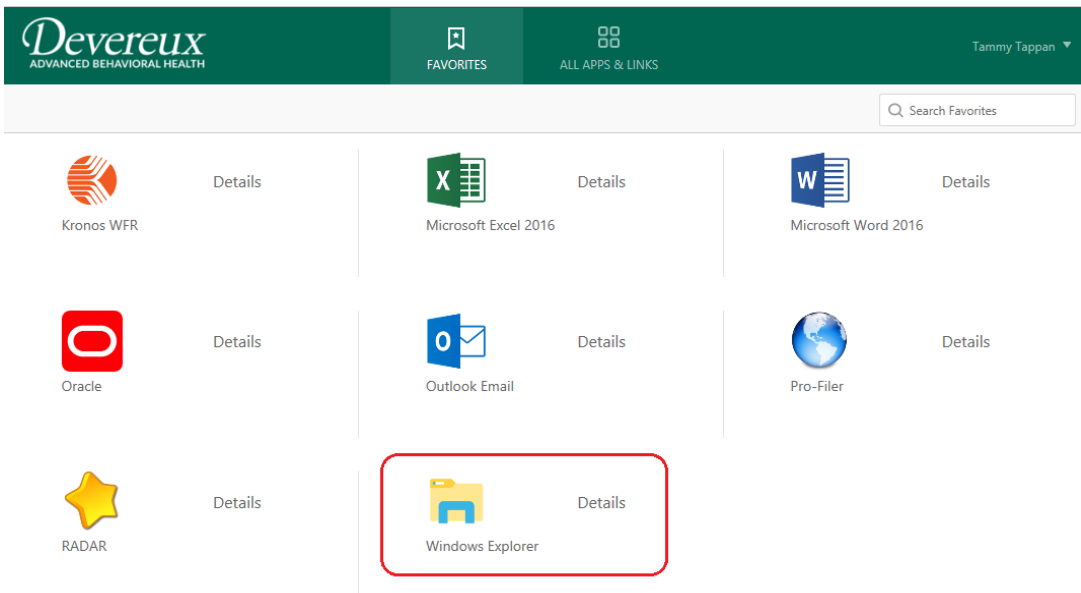 Devereux
ADVANCED BEHAVIORAL HEALTH
FAVORITES
ALL APPS & LINKS
Tammy Tappan
Search Favorites
Details
Kronos WFR
X
Details
Microsoft Excel 2016
W
Details
Microsoft Word 2016
Details
Oracle
O
Details
Outlook Email
Details
Pro-Filer
Details
RADAR
Details
Windows Explorer